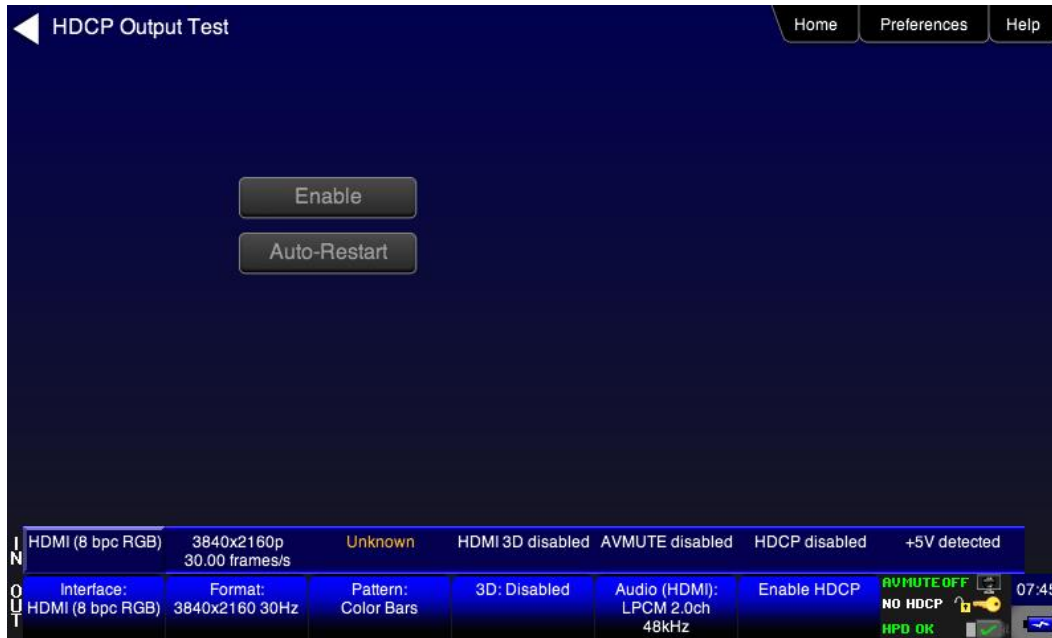 HDCP Output Test
Home
Preferences
Help
Enable
Auto-Restart
IN
HDMI (8 bpc RGB)
3840x2160p
30.00 frames/s
Unknown
HDMI 3D disabled
AVMUTE disabled
HDCP disabled
+5V detected
OUT
Interface:
HDMI (8 bpc RGB)
Format:
3840x2160 30Hz
Pattern:
Color Bars
3D: Disabled
Audio (HDMI):
LPCM 2.0ch
48kHz
Enable HDCP
AVMUTE OFF
NO HDCP
HPD OK
07:45